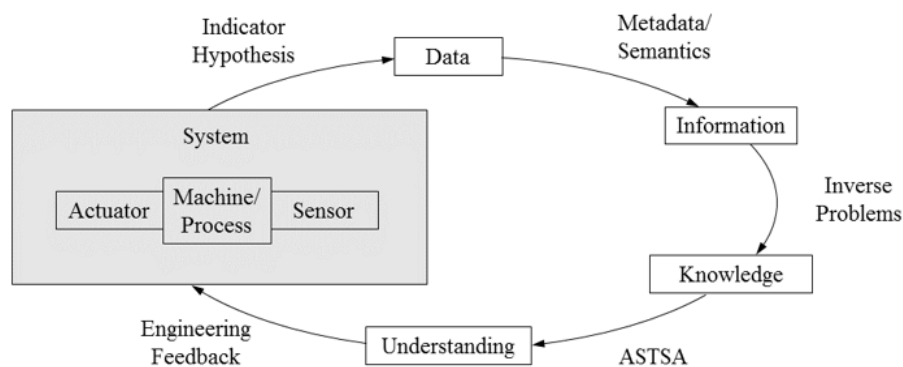 Indicator
Hypothesis
Data
Metadata/
Semantics
Information
Inverse
Problems
Knowledge
ASTSA
Understanding
Engineering
Feedback
System
Actuator
Machine/
Process
Sensor